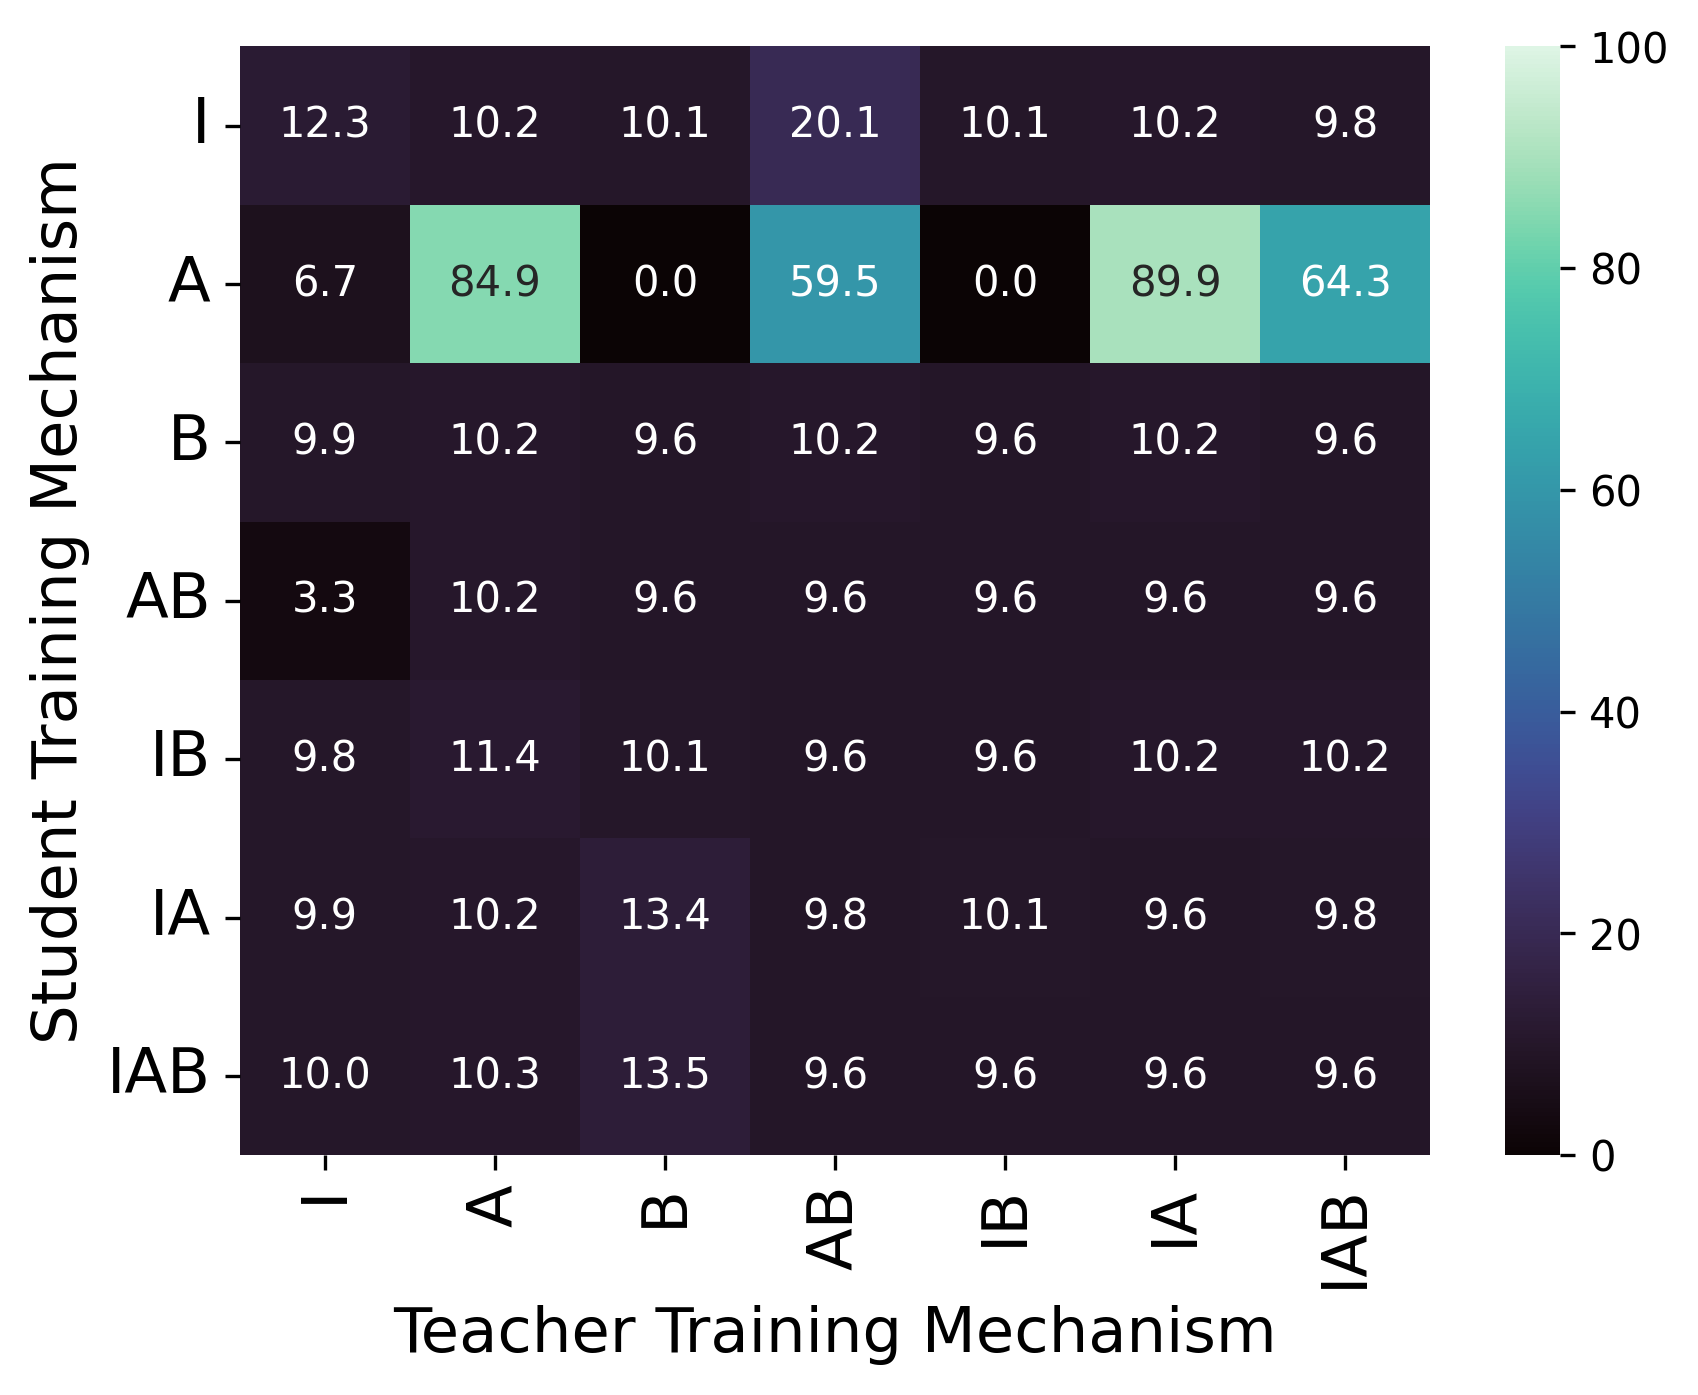 Student Training Mechanism
I 12.3 10.2 10.1 20.1 10.1 10.2 9.8
A 6.7 84.9 0.0 59.5 0.0 89.9 64.3
B 9.9 10.2 9.6 10.2 9.6 10.2 9.6
AB 3.3 10.2 9.6 9.6 9.6 9.6 9.6
IB 9.8 11.4 10.1 9.6 9.6 10.2 10.2
IA 9.9 10.2 13.4 9.8 10.1 9.6 9.8
IAB 10.0 10.3 13.5 9.6 9.6 9.6 9.6
I A B AB IB IA IAB
Teacher Training Mechanism
100
80
60
40
20
0